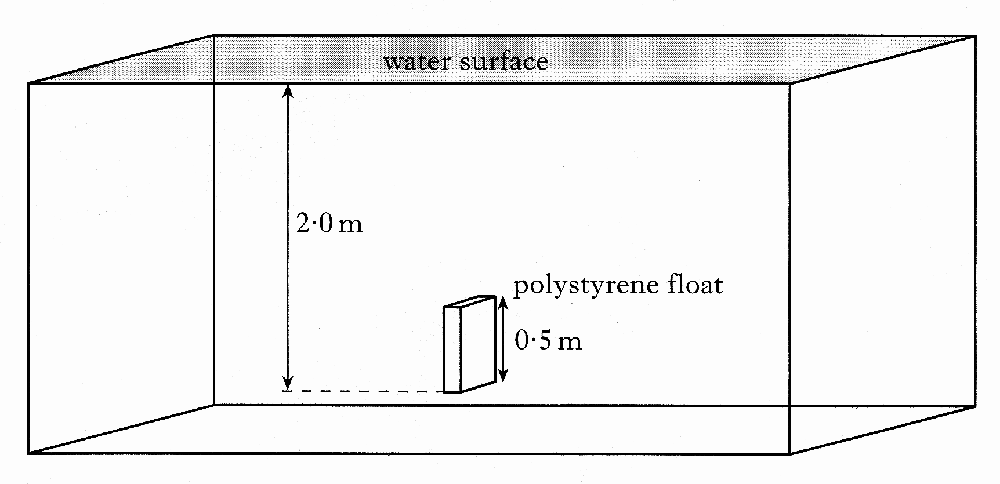 water surface
2·0 m
polystyrene float
0·5 m